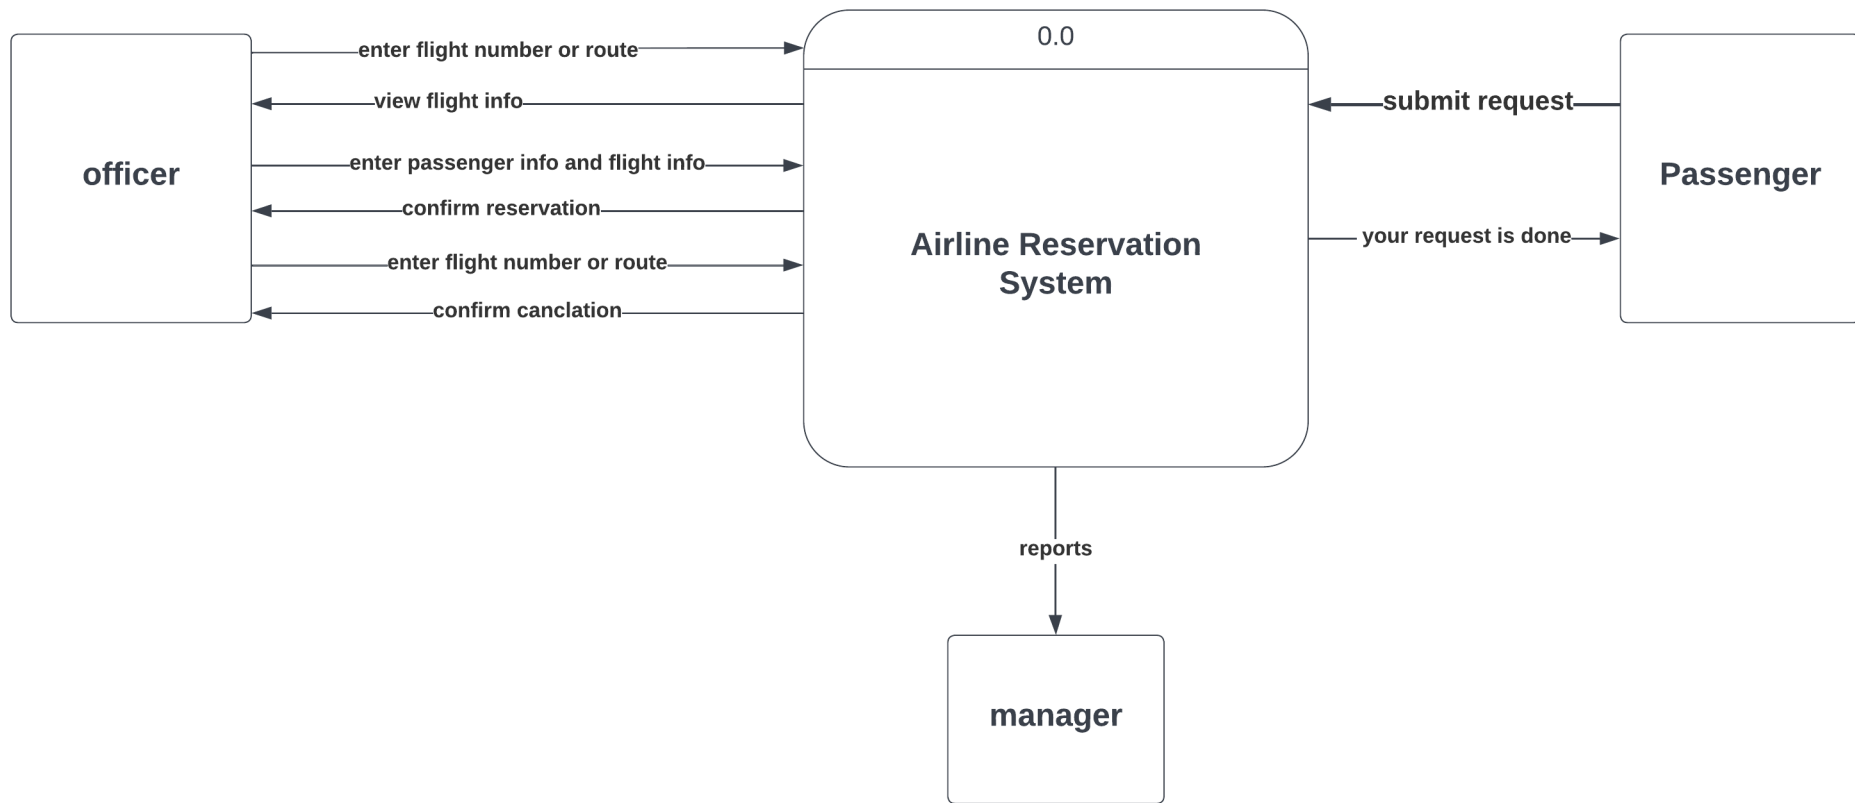 0.0
enter flight number or route
view flight info
submit request
enter passenger info and flight info
officer
Passenger
confirm reservation
your request is done
Airline Reservation
System
enter flight number or route
confirm canclation
reports
manager